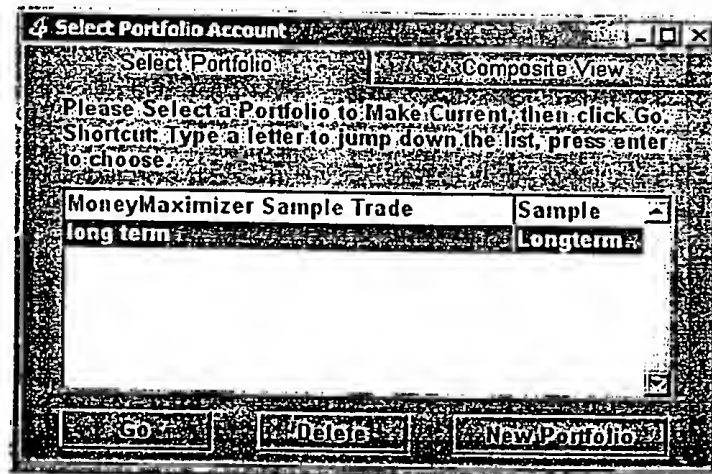 Select Portfolio Account
Select Portfolio Composite View
Please Select a Portfolio to Make Current, then click Go.
Shortcut: Type a letter to jump down the list, press enter
to choose.
MoneyMaximizer Sample Trade Sample
long term Longterm
Go Delete New Portfolio